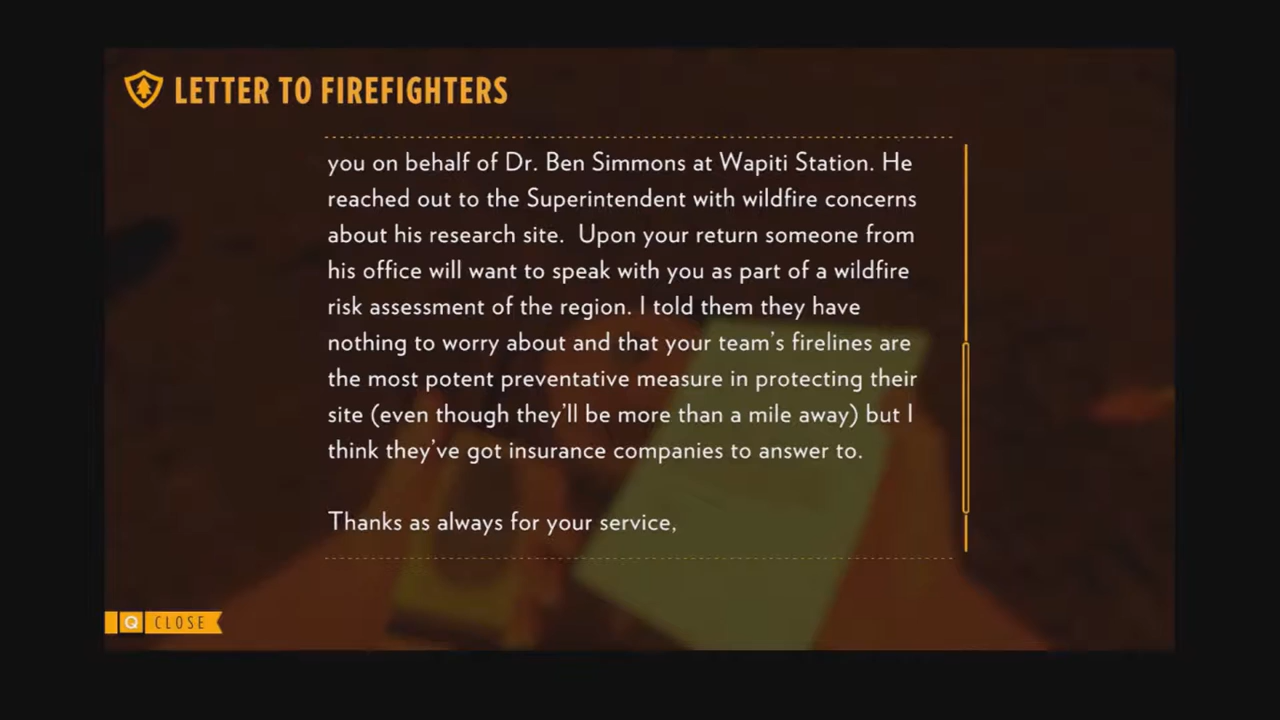 LETTER TO FIREFIGHTERS
you on behalf of Dr. Ben Simmons at Wapiti Station. He
reached out to the Superintendent with wildfire concerns
about his research site.  Upon your return someone from
his office will want to speak with you as part of a wildfire
risk assessment of the region. I told them they have
nothing to worry about and that your team's firelines are
the most potent preventative measure in protecting their
site (even though they'll be more than a mile away) but I
think they've got insurance companies to answer to.
Thanks as always for your service,
Q CLOSE